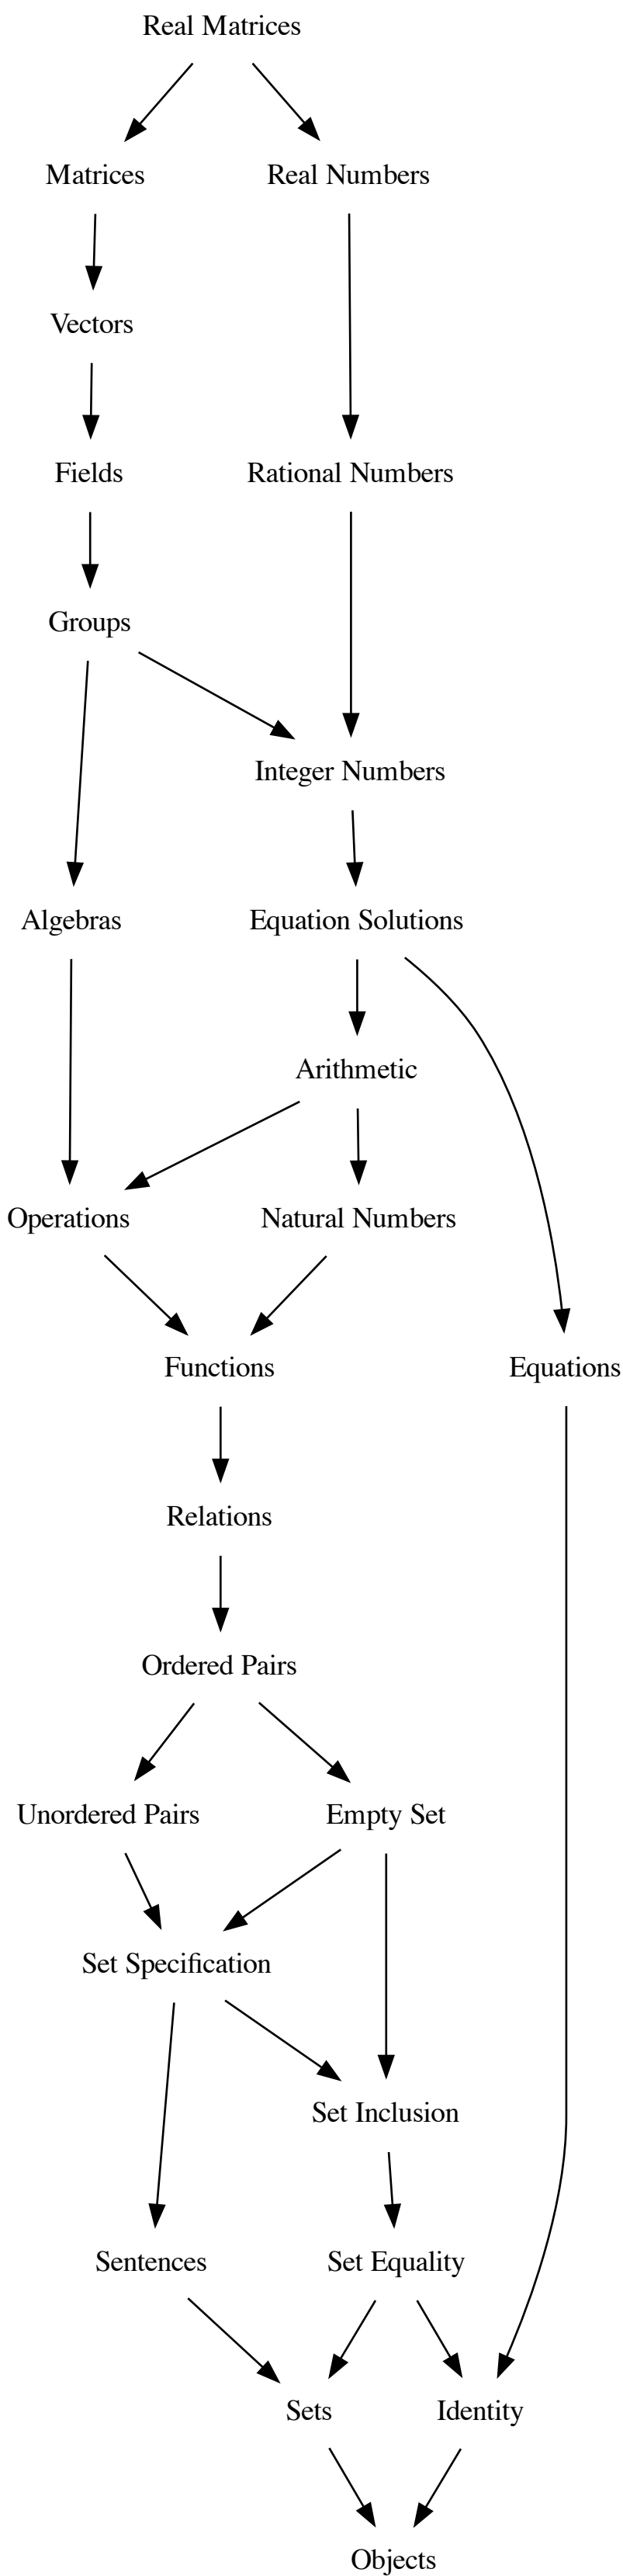 Real Matrices
Matrices
Real Numbers
Vectors
Fields
Rational Numbers
Groups
Integer Numbers
Algebras
Equation Solutions
Arithmetic
Operations
Natural Numbers
Functions
Equations
Relations
Ordered Pairs
Unordered Pairs
Empty Set
Set Specification
Set Inclusion
Sentences
Set Equality
Sets
Identity
Objects